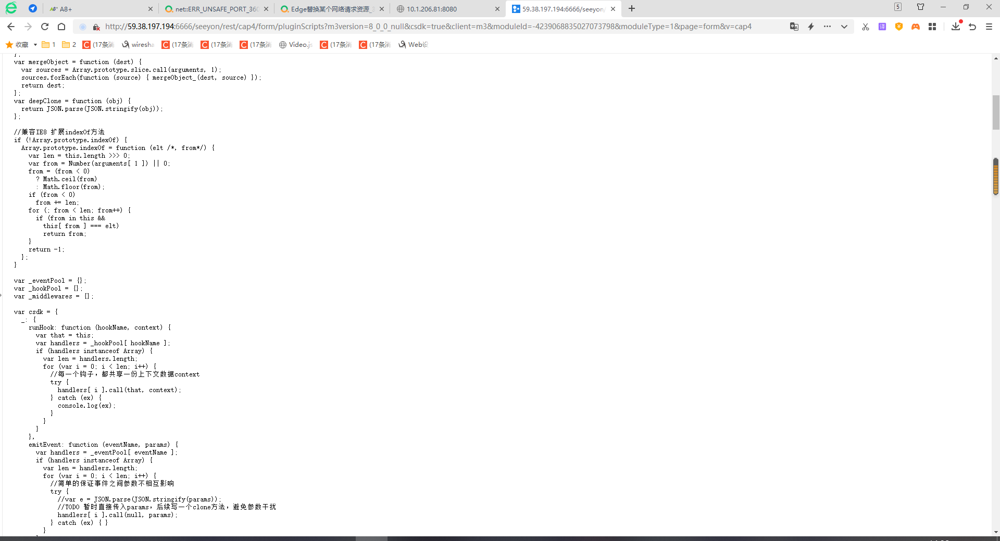 A8+
net::ERR_UNSAFE_PORT_36
Edge替换某个网络请求资源_3
10.1.206.81:8080
59.38.197.194:6666/seeyon/
5
http://59.38.197.194:6666/seeyon/rest/cap4/form/pluginScripts?m3version=8_0_0_null&csdk=true&client=m3&moduleId=-4239068835027073798&moduleType=1&page=form&v=cap4
译
收藏
1
2
C (17条消
wiresha
C (17条消
C (17条消
C (17条消
Video.js
C (17条消
C (17条消
Web设
};
var mergeObject = function (dest) {
  var sources = Array.prototype.slice.call(arguments, 1);
  sources.forEach(function (source) { mergeObject_(dest, source) });
  return dest;
};
var deepClone = function (obj) {
  return JSON.parse(JSON.stringify(obj));
};
//兼容IE8 扩展indexOf方法
if (!Array.prototype.indexOf) {
  Array.prototype.indexOf = function (elt /*, from*/) {
    var len = this.length >>> 0;
    var from = Number(arguments[ 1 ]) || 0;
    from = (from < 0)
      ? Math.ceil(from)
      : Math.floor(from);
    if (from < 0)
      from += len;
    for (; from < len; from++) {
      if (from in this &&
        this[ from ] === elt)
        return from;
    }
    return -1;
  };
}
var _eventPool = {};
var _hookPool = {};
var _middlewares = {};
var csdk = {
  _: {
    runHook: function (hookName, context) {
      var that = this;
      var handlers = _hookPool[ hookName ];
      if (handlers instanceof Array) {
        var len = handlers.length;
        for (var i = 0; i < len; i++) {
          //每一个钩子，都共享一份上下文数据context
          try {
            handlers[ i ].call(that, context);
          } catch (ex) {
            console.log(ex);
          }
        }
      }
    },
    emitEvent: function (eventName, params) {
      var handlers = _eventPool[ eventName ];
      if (handlers instanceof Array) {
        var len = handlers.length;
        for (var i = 0; i < len; i++) {
          //简单的保证事件之间参数不相互影响
          try {
            //var e = JSON.parse(JSON.stringify(params));
            //TODO 暂时直接传入params，后续写一个clone方法，避免参数干扰
            handlers[ i ].call(null, params);
          } catch (ex) { }
        }